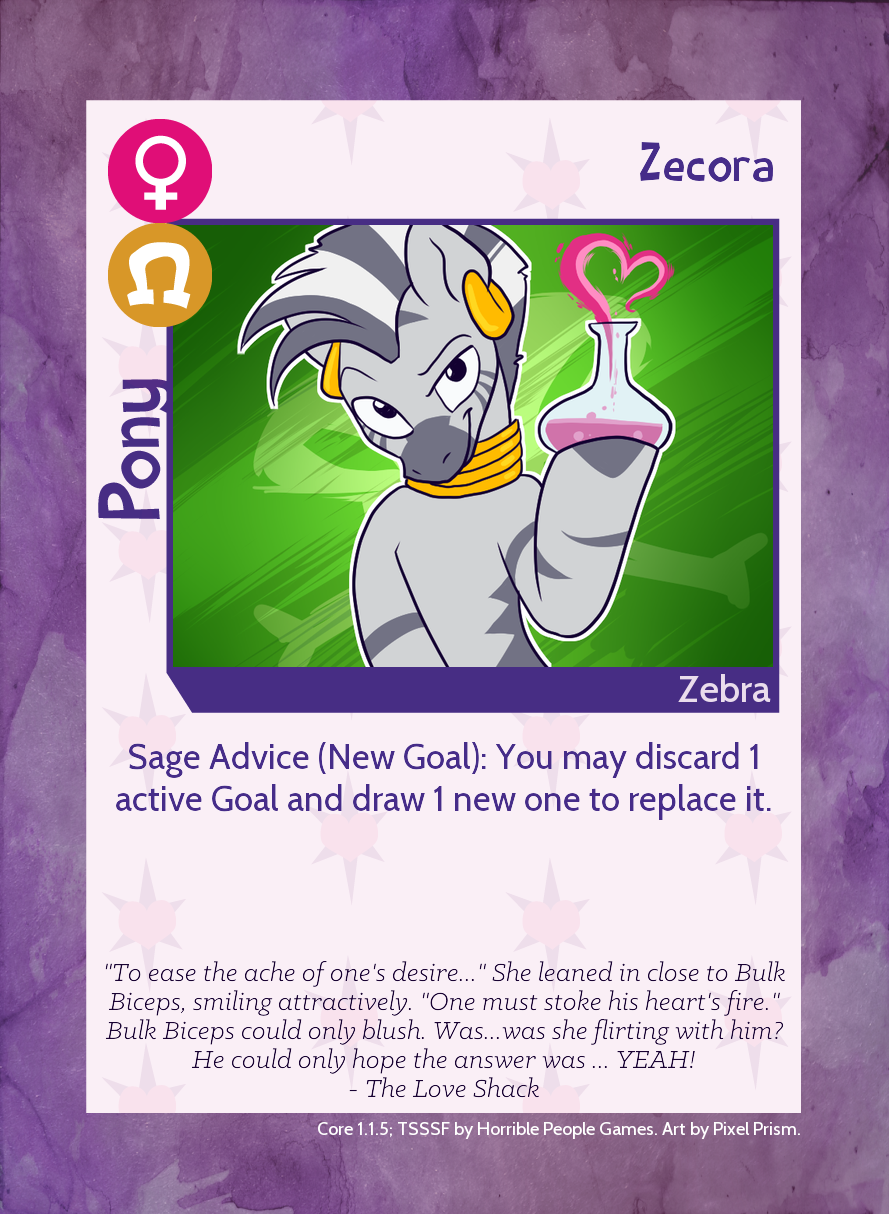 Zecora
Pony
Zebra
Sage Advice (New Goal): You may discard 1
active Goal and draw 1 new one to replace it.
"To ease the ache of one's desire..." She leaned in close to Bulk
Biceps, smiling attractively. "One must stoke his heart's fire."
Bulk Biceps could only blush. Was...was she flirting with him?
He could only hope the answer was ... YEAH!
- The Love Shack
Core 1.1.5; TSSSF by Horrible People Games. Art by Pixel Prism.